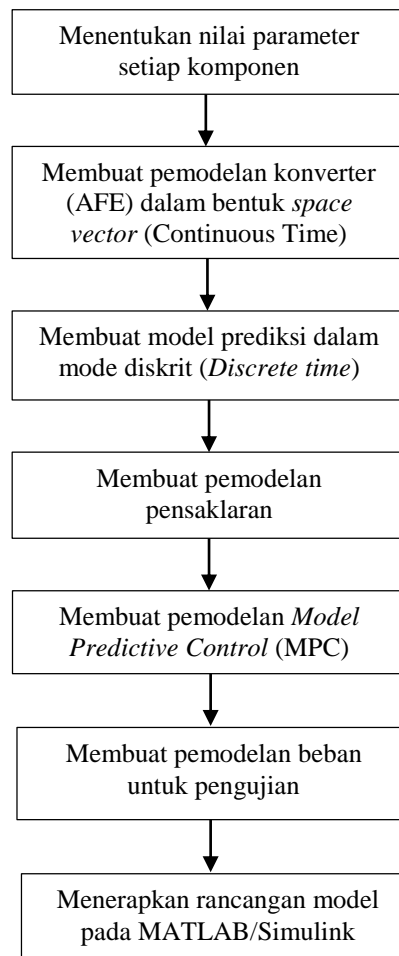 Menentukan nilai parameter
setiap komponen
Membuat pemodelan konverter
(AFE) dalam bentuk space
vector (Continuous Time)
Membuat model prediksi dalam
mode diskrit (Discrete time)
Membuat pemodelan
pensaklaran
Membuat pemodelan Model
Predictive Control (MPC)
Membuat pemodelan beban
untuk pengujian
Menerapkan rancangan model
pada MATLAB/Simulink